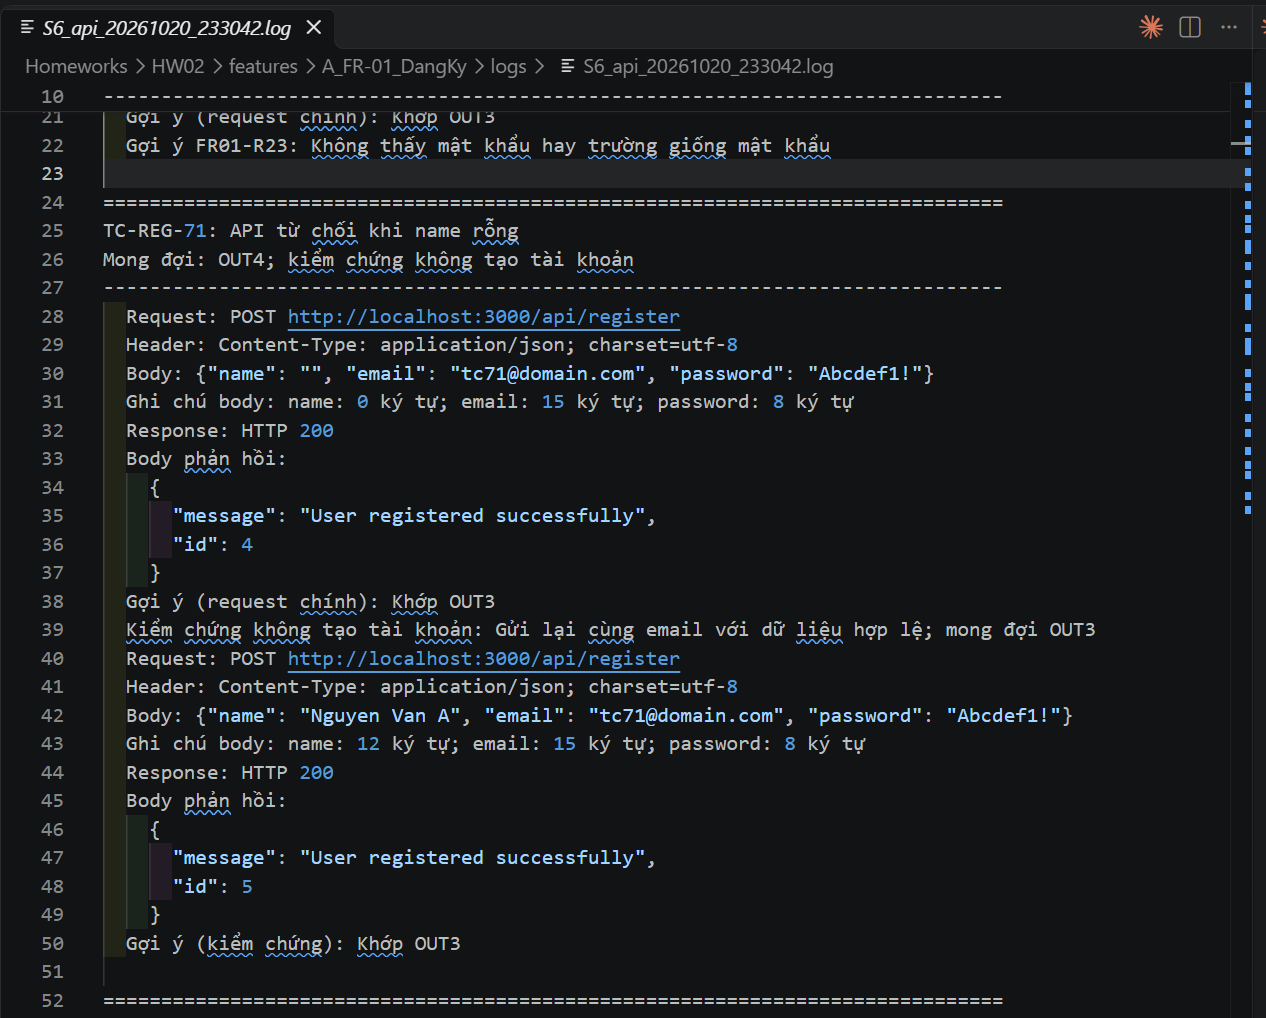 S6_api_20261020_233042.log
Homeworks > HW02 > features > A_FR-01_DangKy > logs > S6_api_20261020_233042.log
10 ------------------------------------------------------------------------------
21 Gợi ý (request chính): Khớp OUT3
22 Gợi ý FR01-R23: Không thấy mật khẩu hay trường giống mật khẩu
23
24 ==============================================================================
25 TC-REG-71: API từ chối khi name rỗng
26 Mong đợi: OUT4; kiểm chứng không tạo tài khoản
27 ------------------------------------------------------------------------------
28 Request: POST http://localhost:3000/api/register
29 Header: Content-Type: application/json; charset=utf-8
30 Body: {"name": "", "email": "tc71@domain.com", "password": "Abcdef1!"}
31 Ghi chú body: name: 0 ký tự; email: 15 ký tự; password: 8 ký tự
32 Response: HTTP 200
33 Body phản hồi:
34 {
35 "message": "User registered successfully",
36 "id": 4
37 }
38 Gợi ý (request chính): Khớp OUT3
39 Kiểm chứng không tạo tài khoản: Gửi lại cùng email với dữ liệu hợp lệ; mong đợi OUT3
40 Request: POST http://localhost:3000/api/register
41 Header: Content-Type: application/json; charset=utf-8
42 Body: {"name": "Nguyen Van A", "email": "tc71@domain.com", "password": "Abcdef1!"}
43 Ghi chú body: name: 12 ký tự; email: 15 ký tự; password: 8 ký tự
44 Response: HTTP 200
45 Body phản hồi:
46 {
47 "message": "User registered successfully",
48 "id": 5
49 }
50 Gợi ý (kiểm chứng): Khớp OUT3
51
52 ==============================================================================